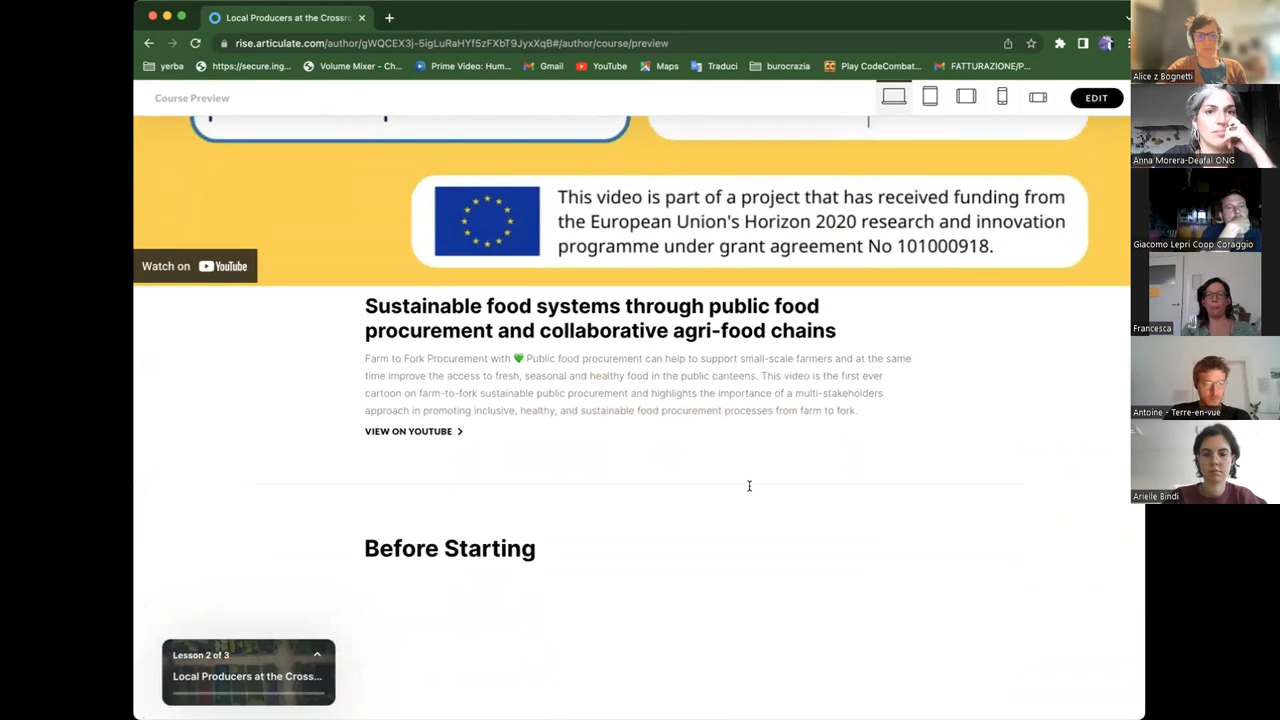 Local Producers at the Crossro
rise.articulate.com/author/gWQCEX3j-5igLuRaHYf5zFXbT9JyxXqB#/author/course/preview
yerba
https://secure.ing...
Volume Mixer - Ch...
Prime Video: Hum...
Gmail
YouTube
Maps
Traduci
burocrazia
Play CodeCombat...
FATTURAZIONE/P...
Course Preview
EDIT
This video is part of a project that has received funding from
the European Union's Horizon 2020 research and innovation
programme under grant agreement No 101000918.
Watch on YouTube
Sustainable food systems through public food
procurement and collaborative agri-food chains
Farm to Fork Procurement with 💚 Public food procurement can help to support small-scale farmers and at the same
time improve the access to fresh, seasonal and healthy food in the public canteens. This video is the first ever
cartoon on farm-to-fork sustainable public procurement and highlights the importance of a multi-stakeholders
approach in promoting inclusive, healthy, and sustainable food procurement processes from farm to fork.
VIEW ON YOUTUBE
Before Starting
Lesson 2 of 3
Local Producers at the Cross...
Alice z Bognetti
Anna Morera-Deafal ONG
Giacomo Lepri Coop Coraggio
Francesca
Antoine - Terre-en-vue
Arielle Bindi